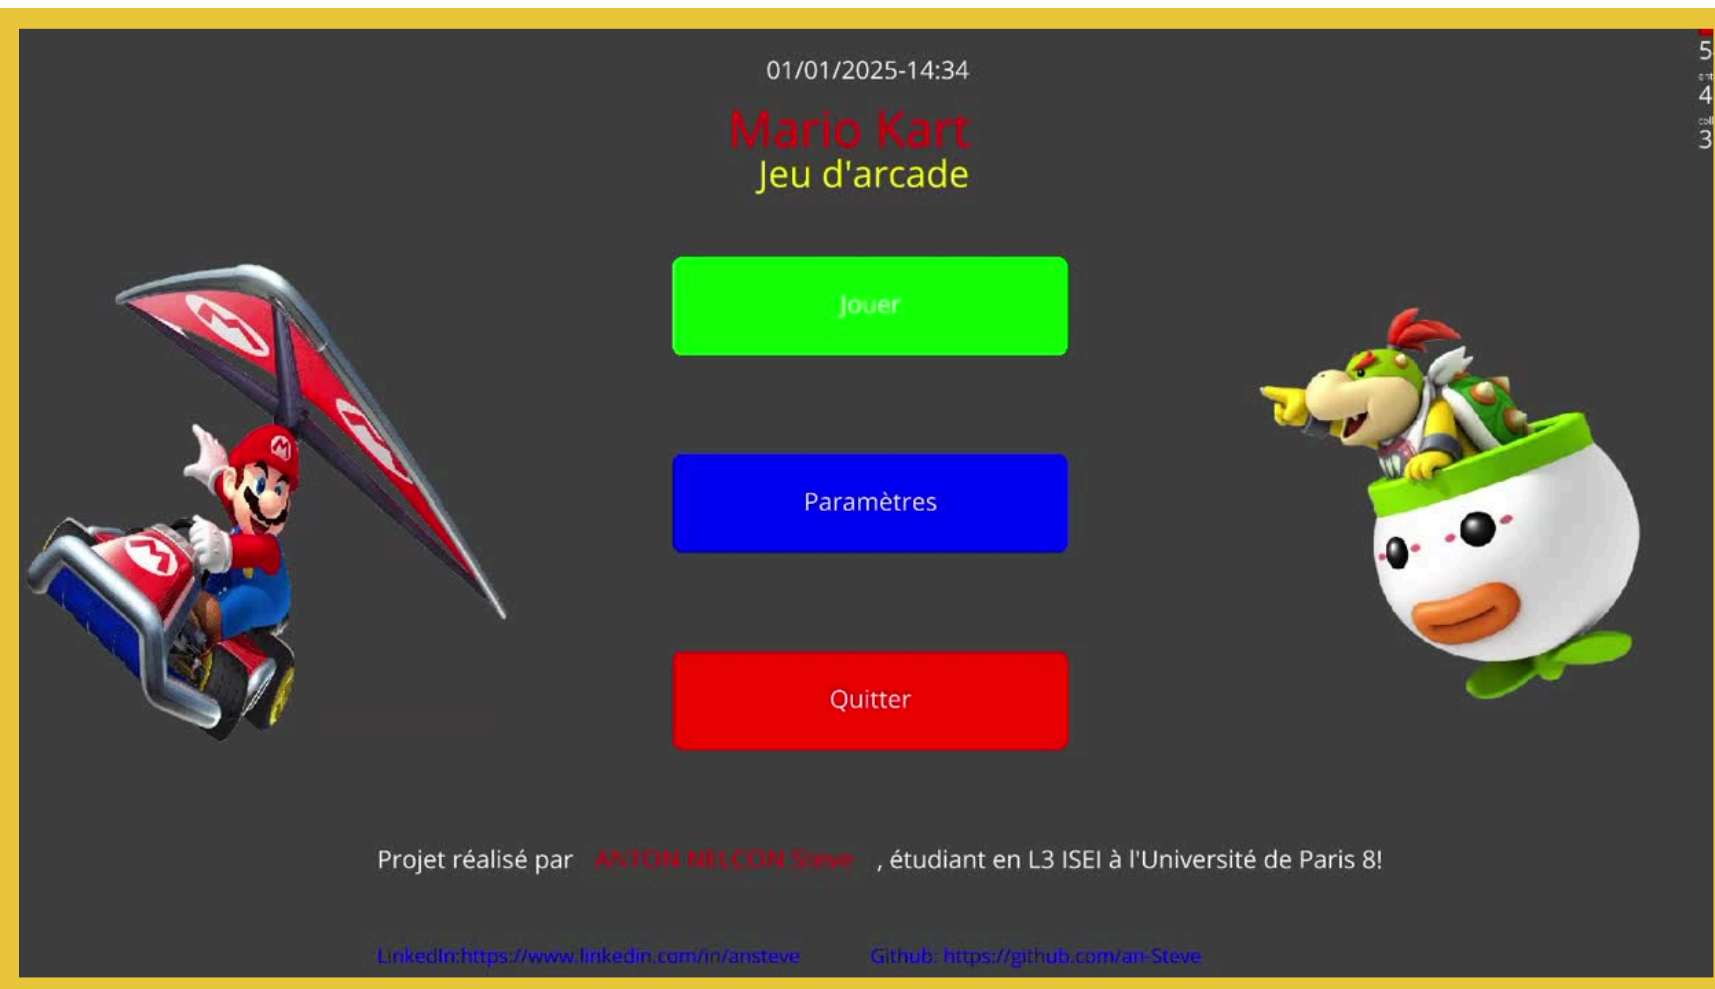 01/01/2025-14:34
Mario Kart
Jeu d'arcade
Jouer
Paramètres
Quitter
Projet réalisé par ANTON NELCON Steve , étudiant en L3 ISEI à l'Université de Paris 8!
LinkedIn:https://www.linkedin.com/in/ansteve
Github: https://github.com/an-Steve
5
4
3
M
M
M
M